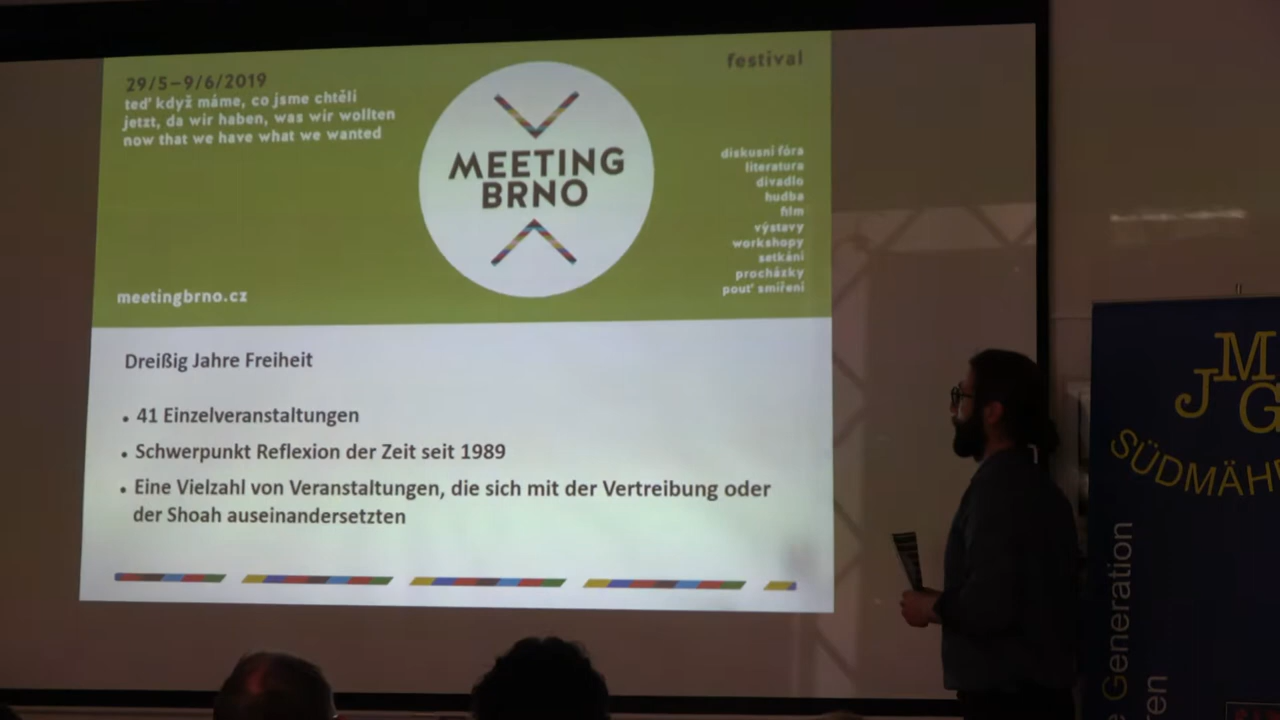 29/5–9/6/2019
teď když máme, co jsme chtěli
jetzt, da wir haben, was wir wollten
now that we have what we wanted
festival
MEETING
BRNO
diskusní fóra
literatura
divadlo
hudba
film
výstavy
workshopy
setkání
procházky
pouť smíření
meetingbrno.cz
Dreißig Jahre Freiheit
• 41 Einzelveranstaltungen
• Schwerpunkt Reflexion der Zeit seit 1989
• Eine Vielzahl von Veranstaltungen, die sich mit der Vertreibung oder
der Shoah auseinandersetzten
JMG
SÜDMÄH
Generation